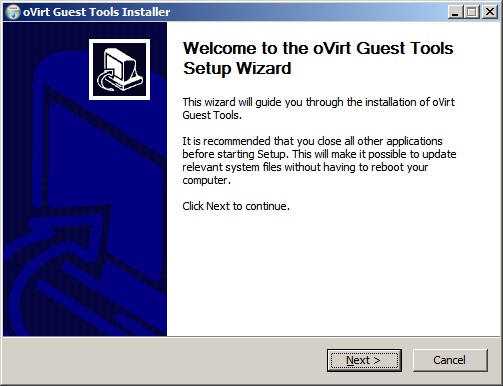 oVirt Guest Tools Installer
Welcome to the oVirt Guest Tools
Setup Wizard
This wizard will guide you through the installation of oVirt
Guest Tools.
It is recommended that you close all other applications
before starting Setup. This will make it possible to update
relevant system files without having to reboot your
computer.
Click Next to continue.
Next >
Cancel